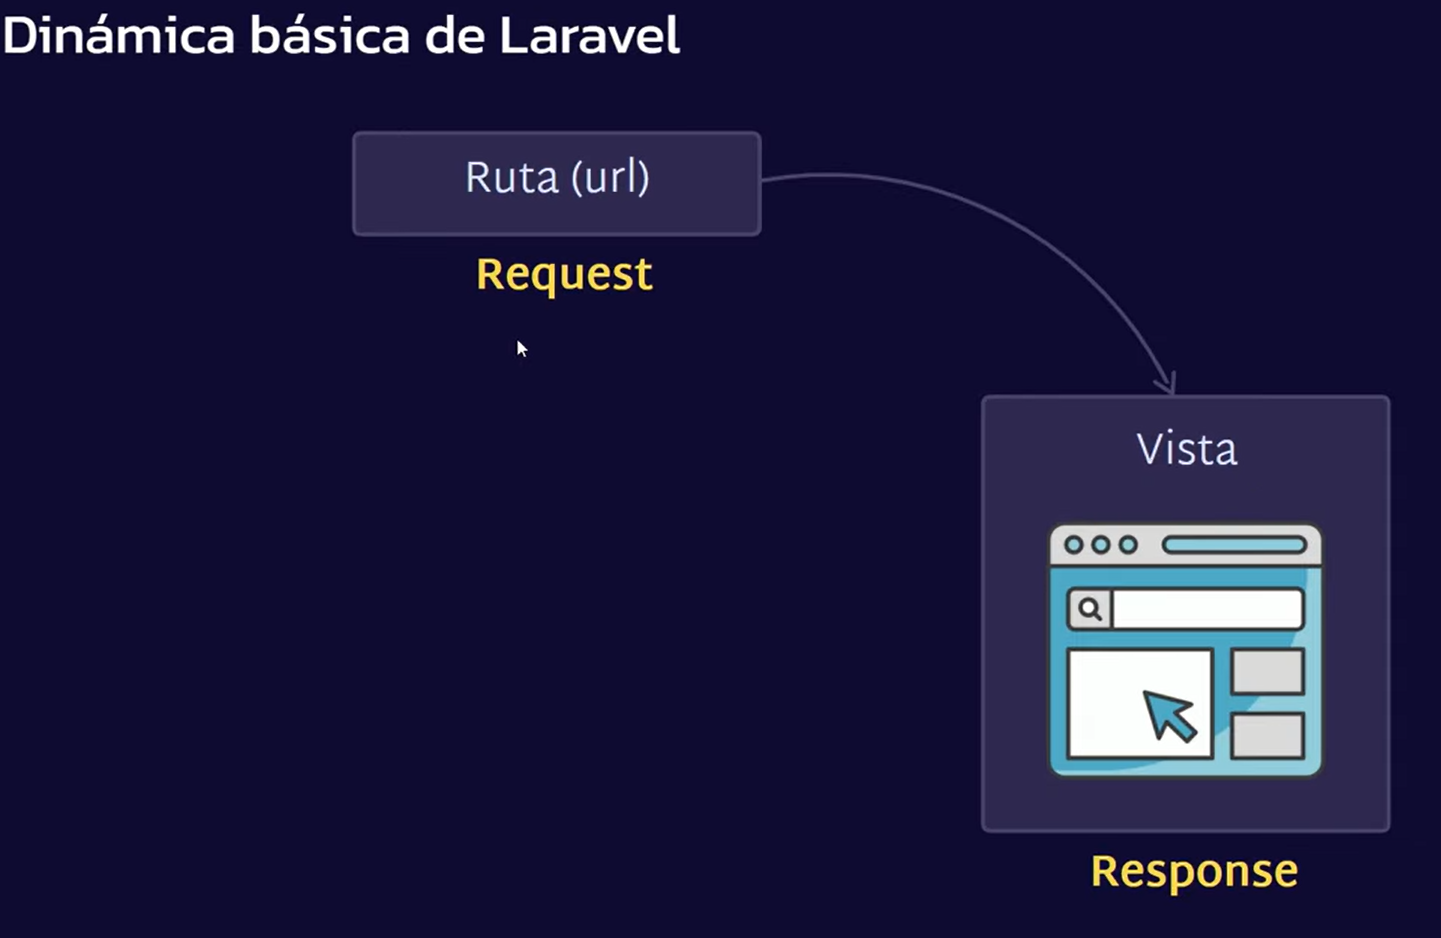 Dinámica básica de Laravel
Ruta (url)
Request
Vista
Response